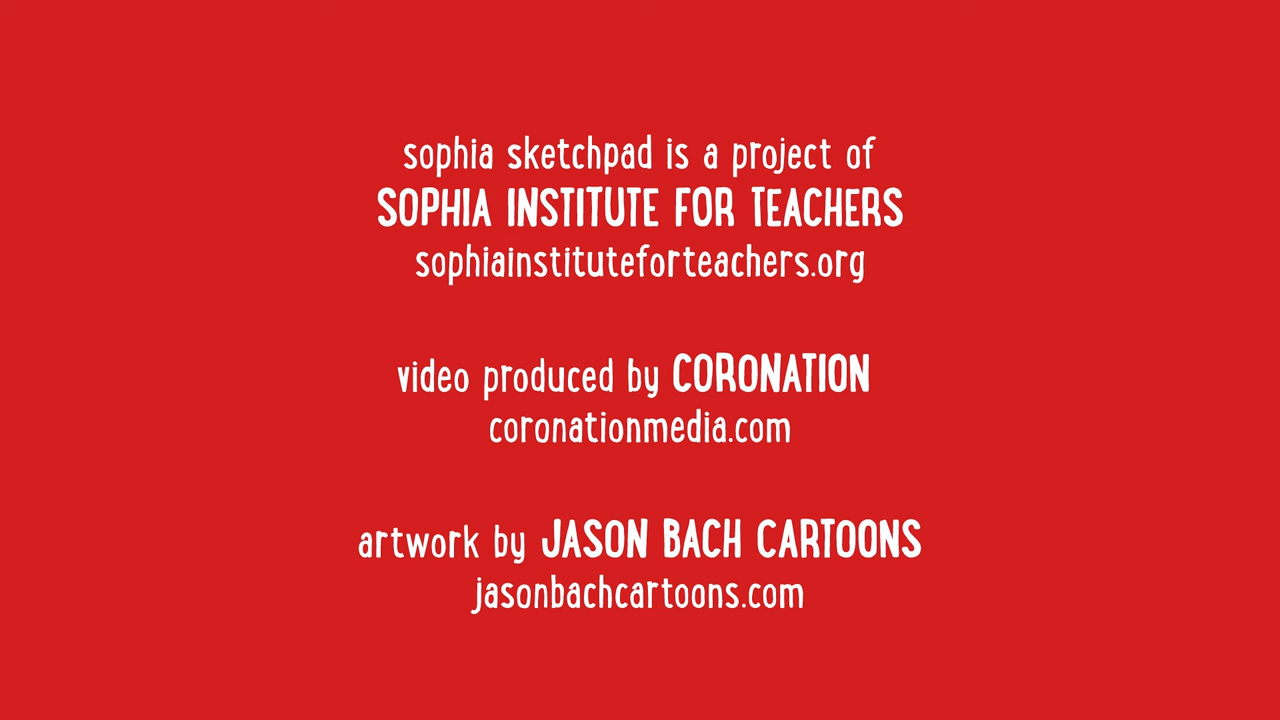 sophia sketchpad is a project of
SOPHIA INSTITUTE FOR TEACHERS
sophiainstituteforteachers.org
video produced by CORONATION
coronationmedia.com
artwork by JASON BACH CARTOONS
jasonbachcartoons.com